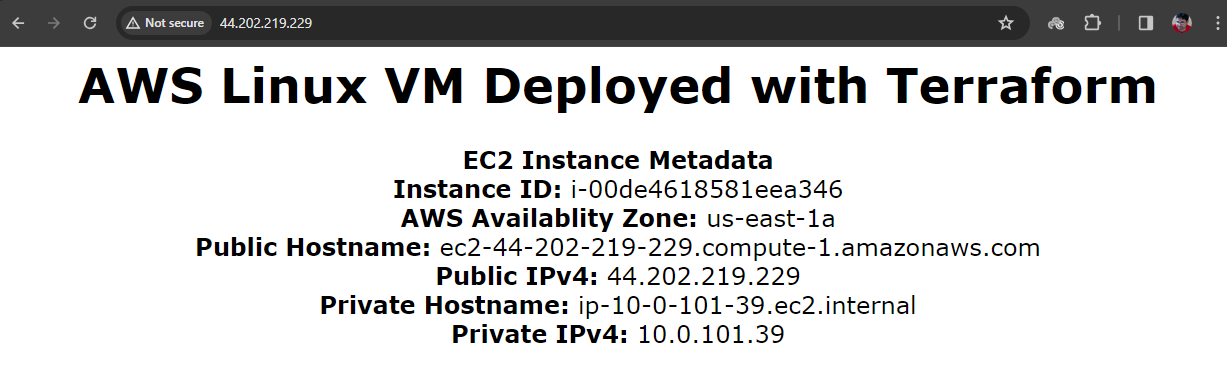 Not secure 44.202.219.229
AWS Linux VM Deployed with Terraform
EC2 Instance Metadata
Instance ID: i-00de4618581eea346
AWS Availablity Zone: us-east-1a
Public Hostname: ec2-44-202-219-229.compute-1.amazonaws.com
Public IPv4: 44.202.219.229
Private Hostname: ip-10-0-101-39.ec2.internal
Private IPv4: 10.0.101.39